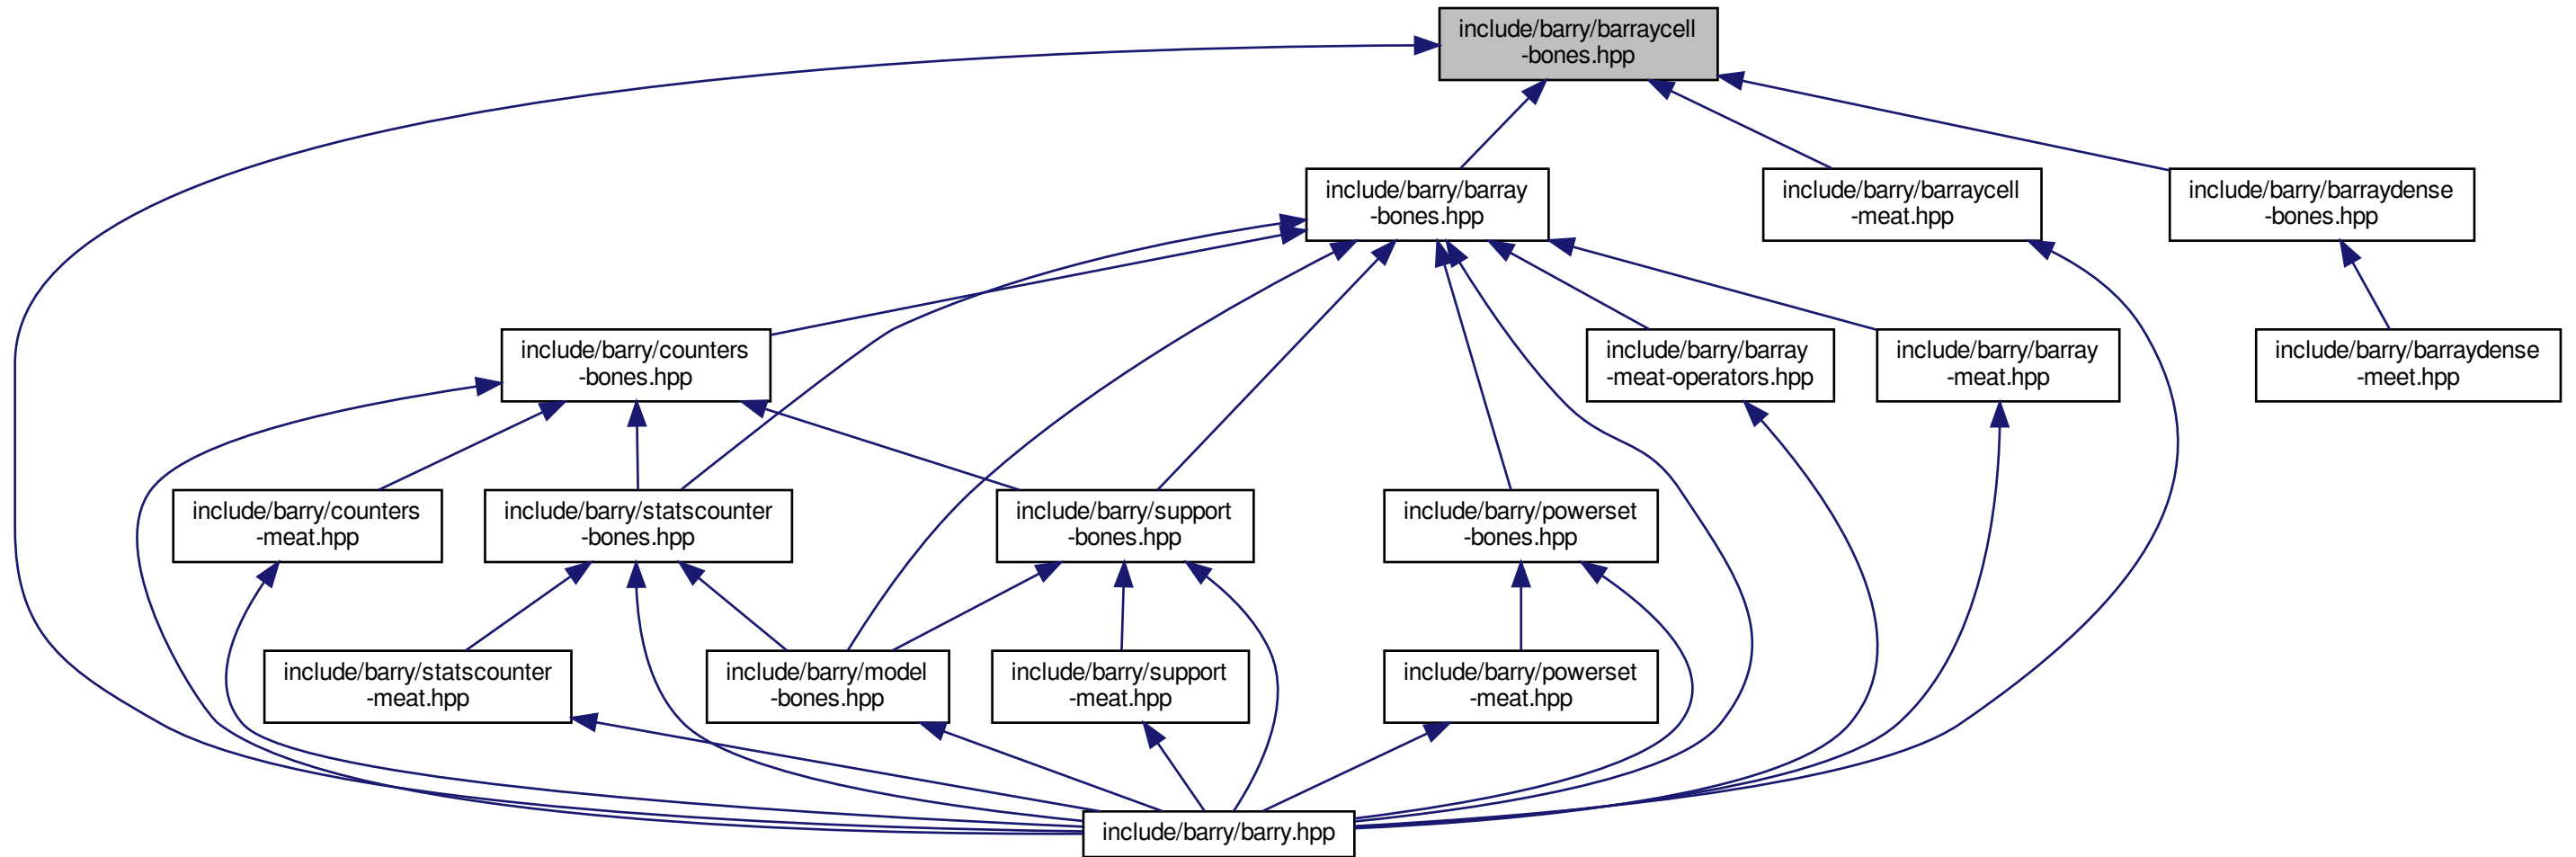 include/barry/barraycell
-bones.hpp
include/barry/barray
-bones.hpp
include/barry/barraycell
-meat.hpp
include/barry/barraydense
-bones.hpp
include/barry/counters
-bones.hpp
include/barry/barray
-meat-operators.hpp
include/barry/barray
-meat.hpp
include/barry/barraydense
-meet.hpp
include/barry/counters
-meat.hpp
include/barry/statscounter
-bones.hpp
include/barry/support
-bones.hpp
include/barry/powerset
-bones.hpp
include/barry/statscounter
-meat.hpp
include/barry/model
-bones.hpp
include/barry/support
-meat.hpp
include/barry/powerset
-meat.hpp
include/barry/barry.hpp